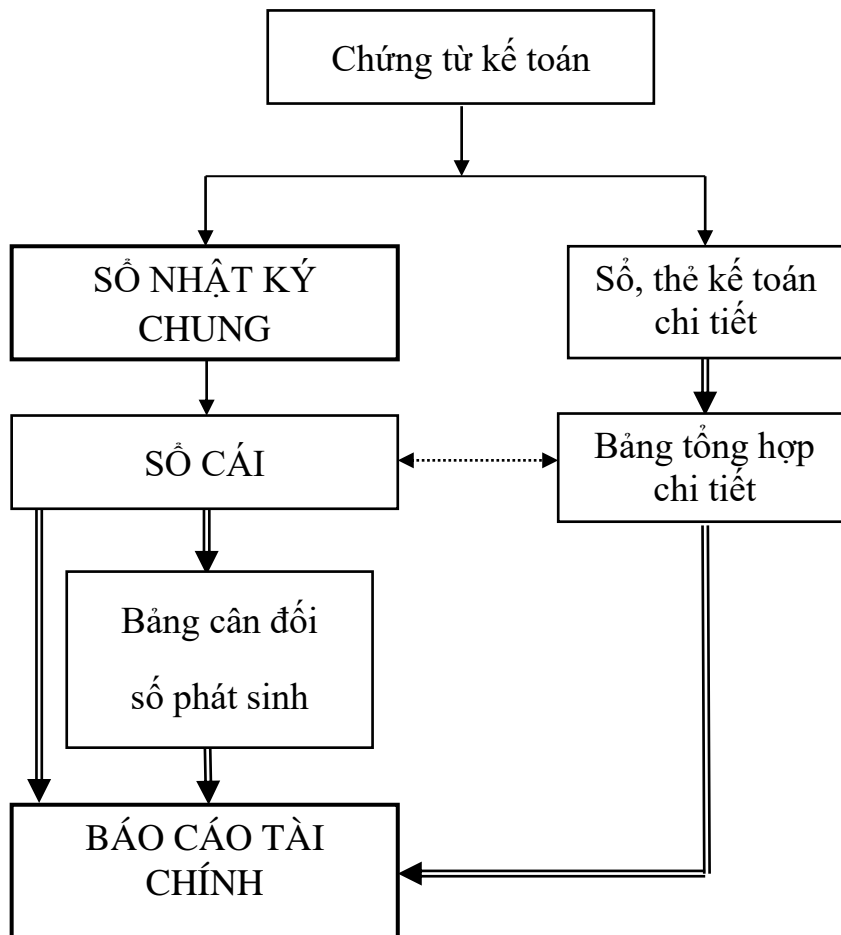 Chứng từ kế toán
SỔ NHẬT KÝ
CHUNG
Sổ, thẻ kế toán
chi tiết
SỔ CÁI
Bảng tổng hợp
chi tiết
Bảng cân đối
số phát sinh
BÁO CÁO TÀI
CHÍNH